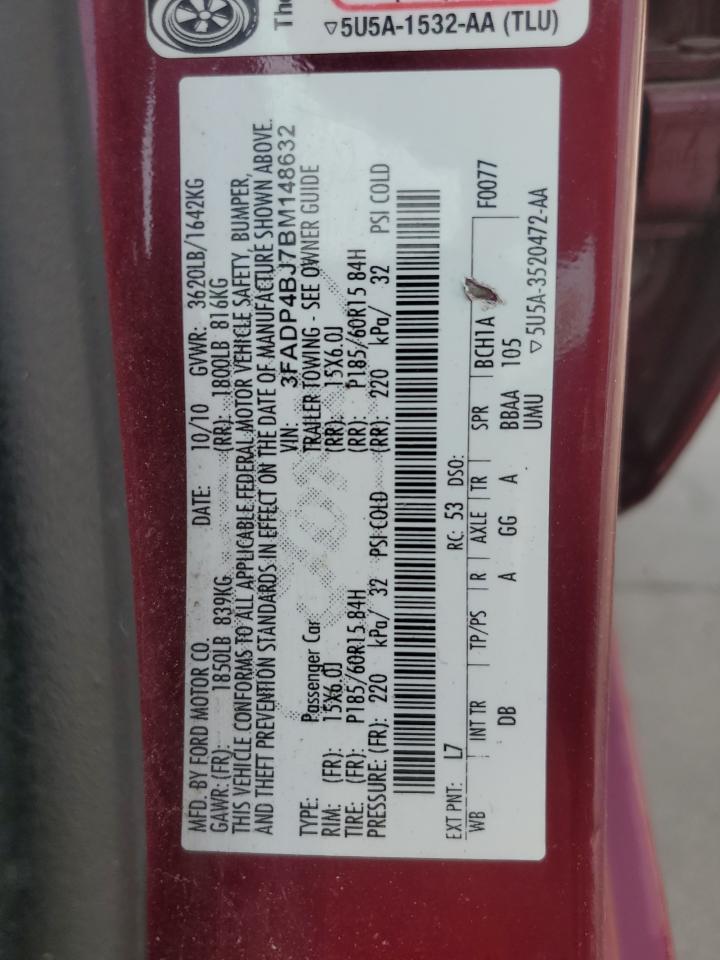 The
▽5U5A-1532-AA (TLU)
MFD. BY FORD MOTOR CO. DATE: 10/10 GVWR: 3620LB/1642KG
GAWR: (FR): 1850LB 839KG (RR): 1800LB 816KG
THIS VEHICLE CONFORMS TO ALL APPLICABLE FEDERAL MOTOR VEHICLE SAFETY, BUMPER,
AND THEFT PREVENTION STANDARDS IN EFFECT ON THE DATE OF MANUFACTURE SHOWN ABOVE.
VIN: 3FADP4BJ7BM148632
TYPE: Passenger Car TRAILER TOWING - SEE OWNER GUIDE
RIM: (FR): 15X6.0J (RR): 15X6.0J
TIRE: (FR): P185/60R15 84H (RR): P185/60R15 84H
PRESSURE: (FR): 220 kPa/ 32 PSI COLD (RR): 220 kPa/ 32 PSI COLD
EXT PNT: L7 RC: 53 DSO: F0077
WB INT TR TP/PS R AXLE TR SPR BCH1A
DB A GG A BBAA 105
UMU ▽5U5A-3520472-AA